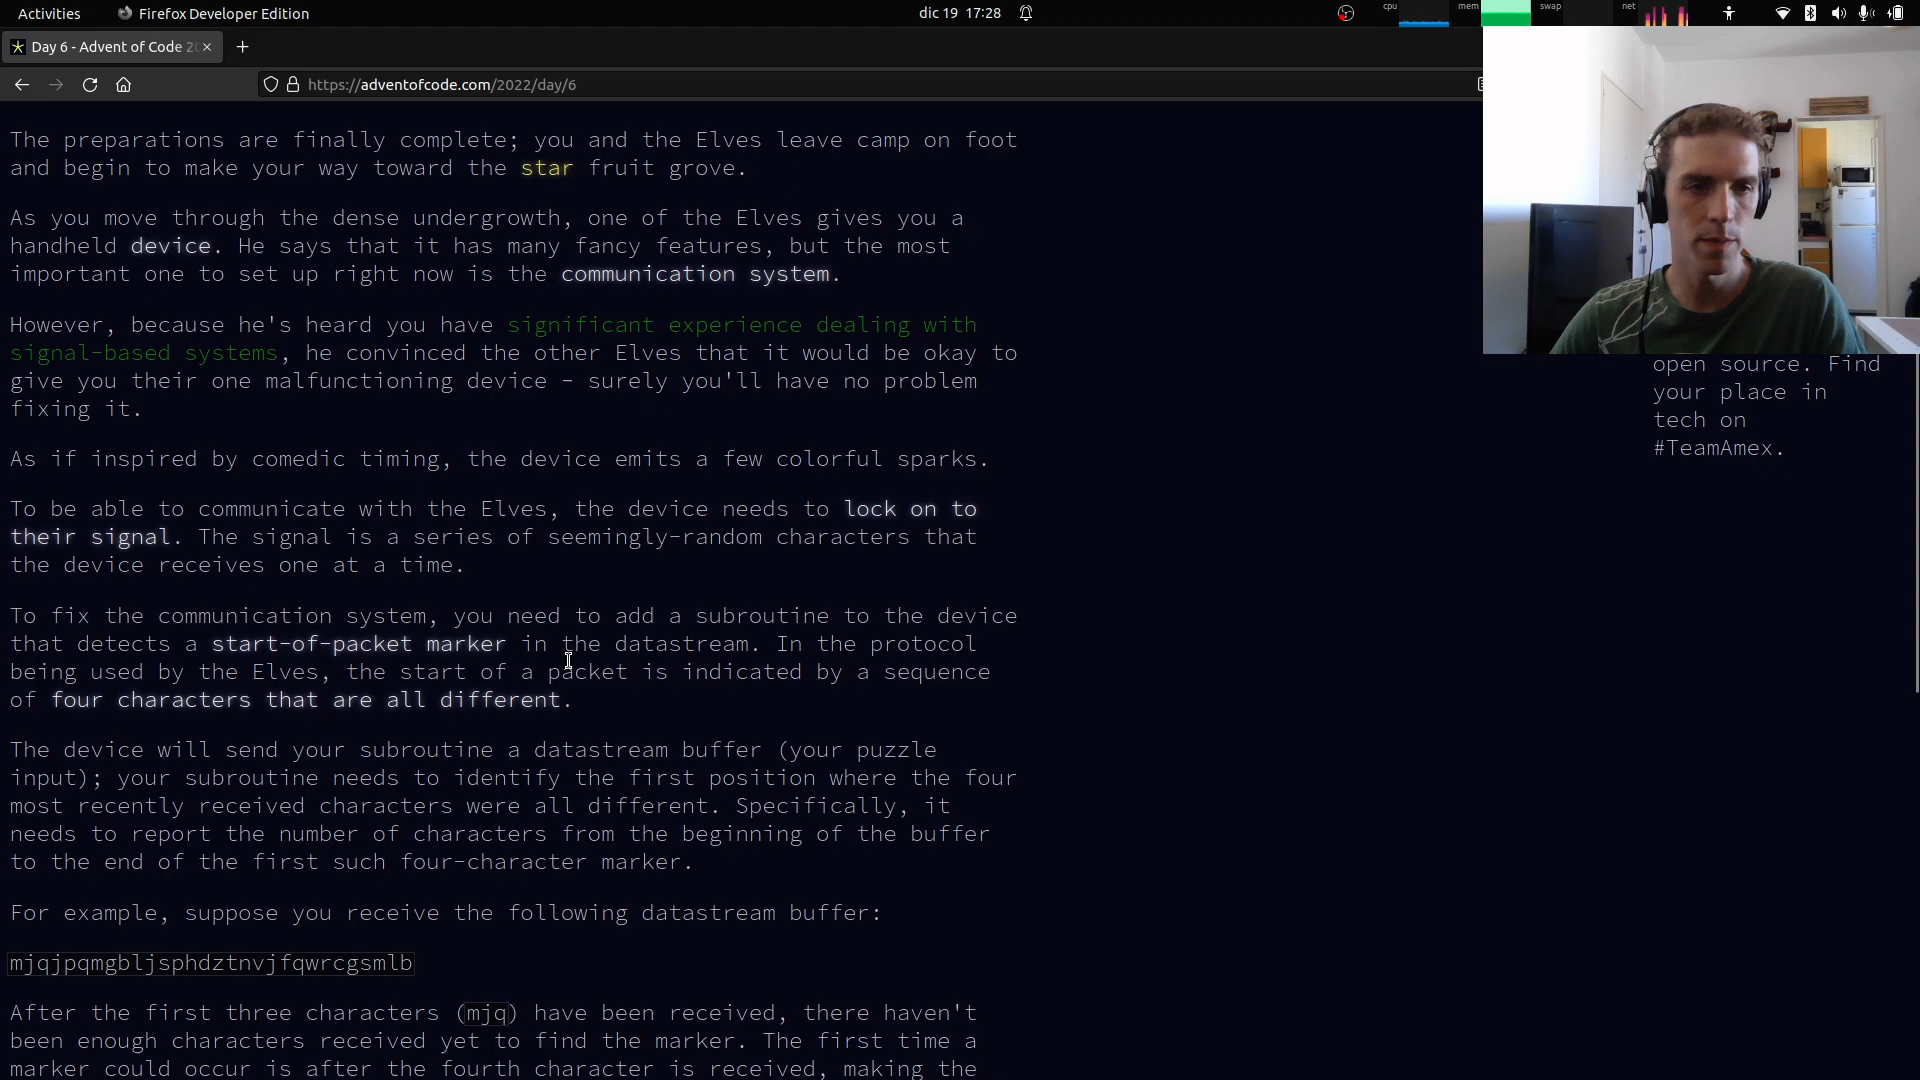 Activities
Firefox Developer Edition
dic 19 17:28
cpu
mem
swap
net
Day 6 - Advent of Code 20
https://adventofcode.com/2022/day/6
The preparations are finally complete; you and the Elves leave camp on foot
and begin to make your way toward the star fruit grove.
As you move through the dense undergrowth, one of the Elves gives you a
handheld device. He says that it has many fancy features, but the most
important one to set up right now is the communication system.
However, because he's heard you have significant experience dealing with
signal-based systems, he convinced the other Elves that it would be okay to
give you their one malfunctioning device - surely you'll have no problem
fixing it.
As if inspired by comedic timing, the device emits a few colorful sparks.
To be able to communicate with the Elves, the device needs to lock on to
their signal. The signal is a series of seemingly-random characters that
the device receives one at a time.
To fix the communication system, you need to add a subroutine to the device
that detects a start-of-packet marker in the datastream. In the protocol
being used by the Elves, the start of a packet is indicated by a sequence
of four characters that are all different.
The device will send your subroutine a datastream buffer (your puzzle
input); your subroutine needs to identify the first position where the four
most recently received characters were all different. Specifically, it
needs to report the number of characters from the beginning of the buffer
to the end of the first such four-character marker.
For example, suppose you receive the following datastream buffer:
mjqjpqmgbljsphdztnvjfqwrcgsmlb
After the first three characters (mjq) have been received, there haven't
been enough characters received yet to find the marker. The first time a
marker could occur is after the fourth character is received, making the
open source. Find
your place in
tech on
#TeamAmex.